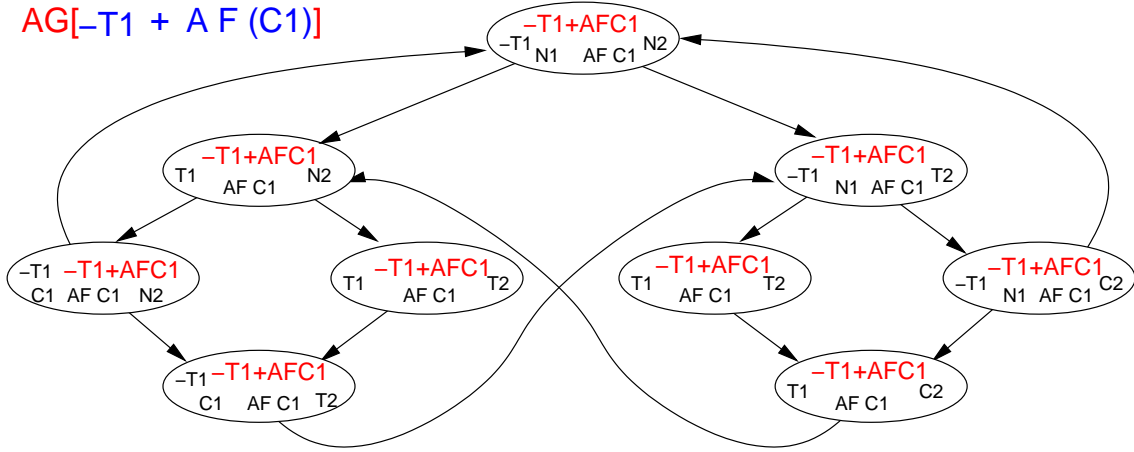 AG[–T1 + A F (C1)]
–T1+AFC1
–T1 N1 AF C1 N2
–T1+AFC1
T1 AF C1 N2
–T1+AFC1
–T1 N1 AF C1 T2
–T1 –T1+AFC1
C1 AF C1 N2
–T1+AFC1
T1 AF C1 T2
–T1+AFC1
T1 AF C1 T2
–T1+AFC1
–T1 N1 AF C1 C2
–T1 –T1+AFC1
C1 AF C1 T2
–T1+AFC1
T1 AF C1 C2